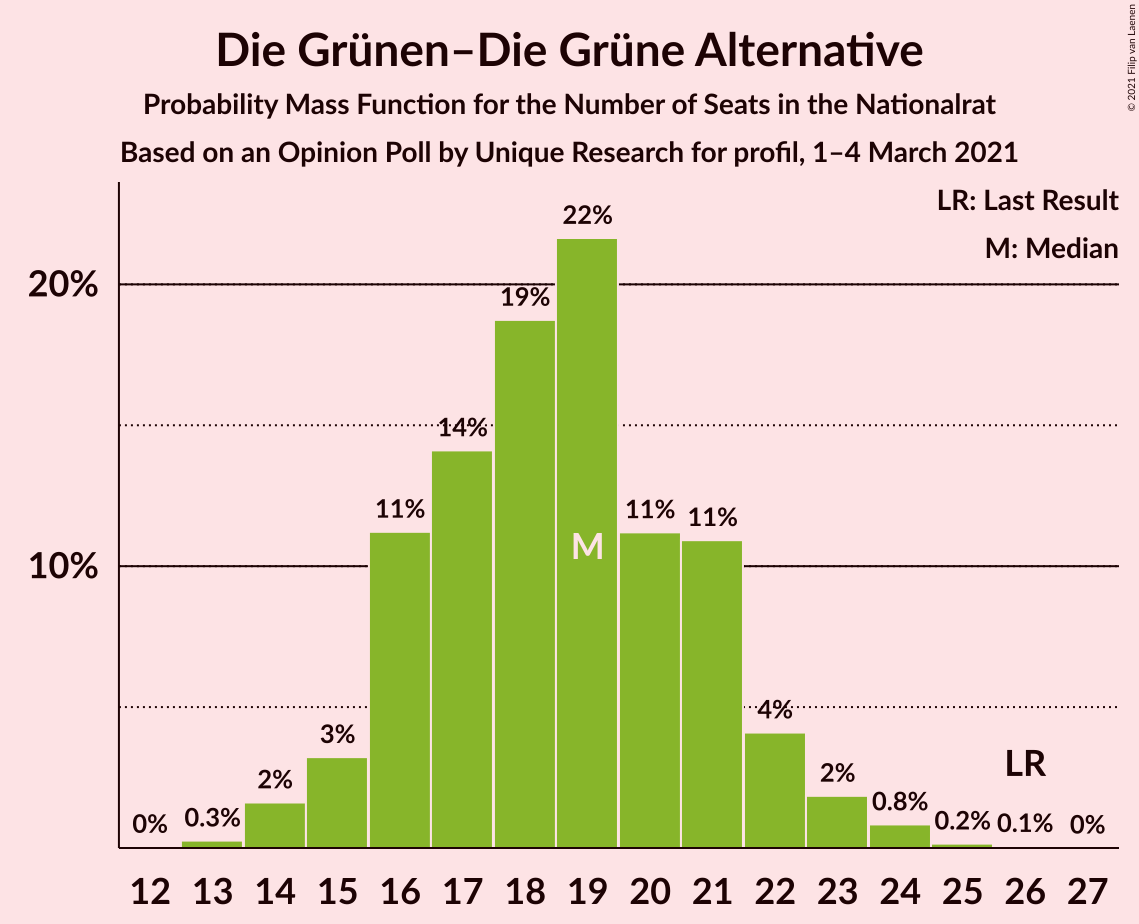 Die Grünen–Die Grüne Alternative
Probability Mass Function for the Number of Seats in the Nationalrat
Based on an Opinion Poll by Unique Research for profil, 1–4 March 2021
© 2021 Filip van Laenen
LR: Last Result
M: Median
22%
20%
19%
14%
11%
11%
11%
M
10%
4%
3%
LR
2%
2%
0.8%
0%
0.3%
0.2%
0.1%
0%
12 13 14 15 16 17 18 19 20 21 22 23 24 25 26 27